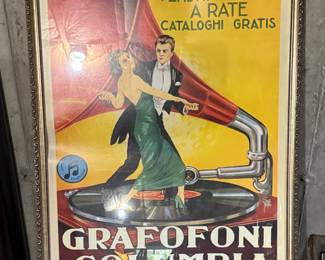 A RATE
CATALOGHI GRATIS
GRAFOFONI
COLUMBIA